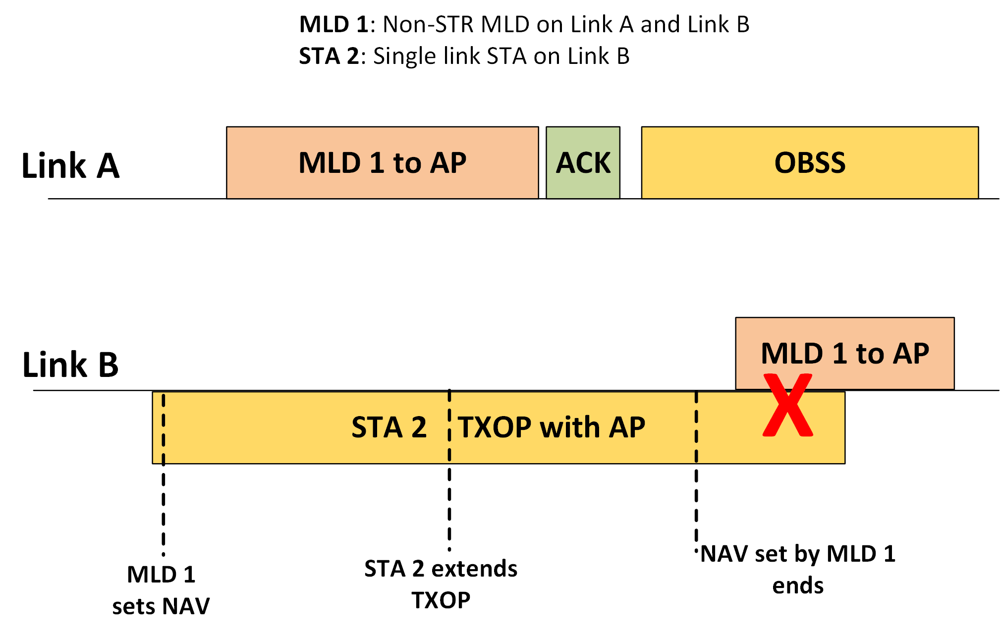 MLD 1: Non-STR MLD on Link A and Link B
STA 2: Single link STA on Link B
Link A
MLD 1 to AP
ACK
OBSS
Link B
MLD 1 to AP
X
STA 2 TXOP with AP
MLD 1
sets NAV
STA 2 extends
TXOP
NAV set by MLD 1
ends